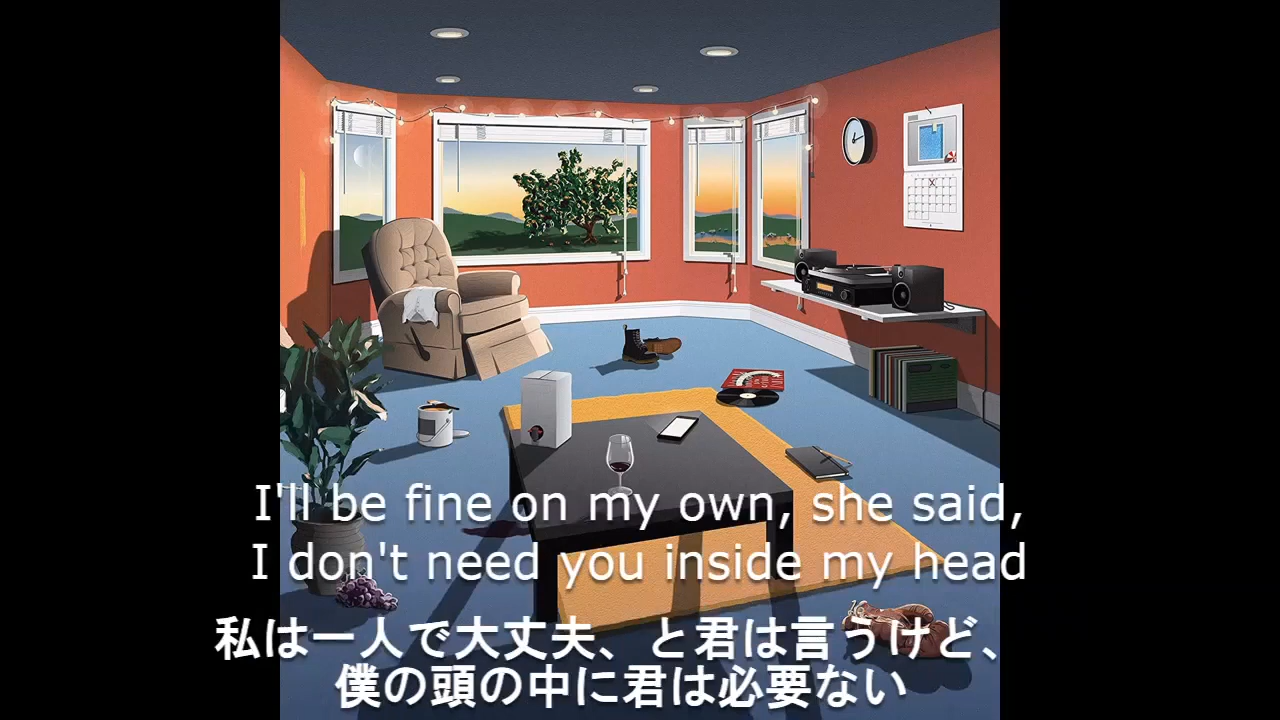 I'll be fine on my own, she said,
I don't need you inside my head
私は一人で大丈夫、と君は言うけど、
僕の頭の中に君は必要ない